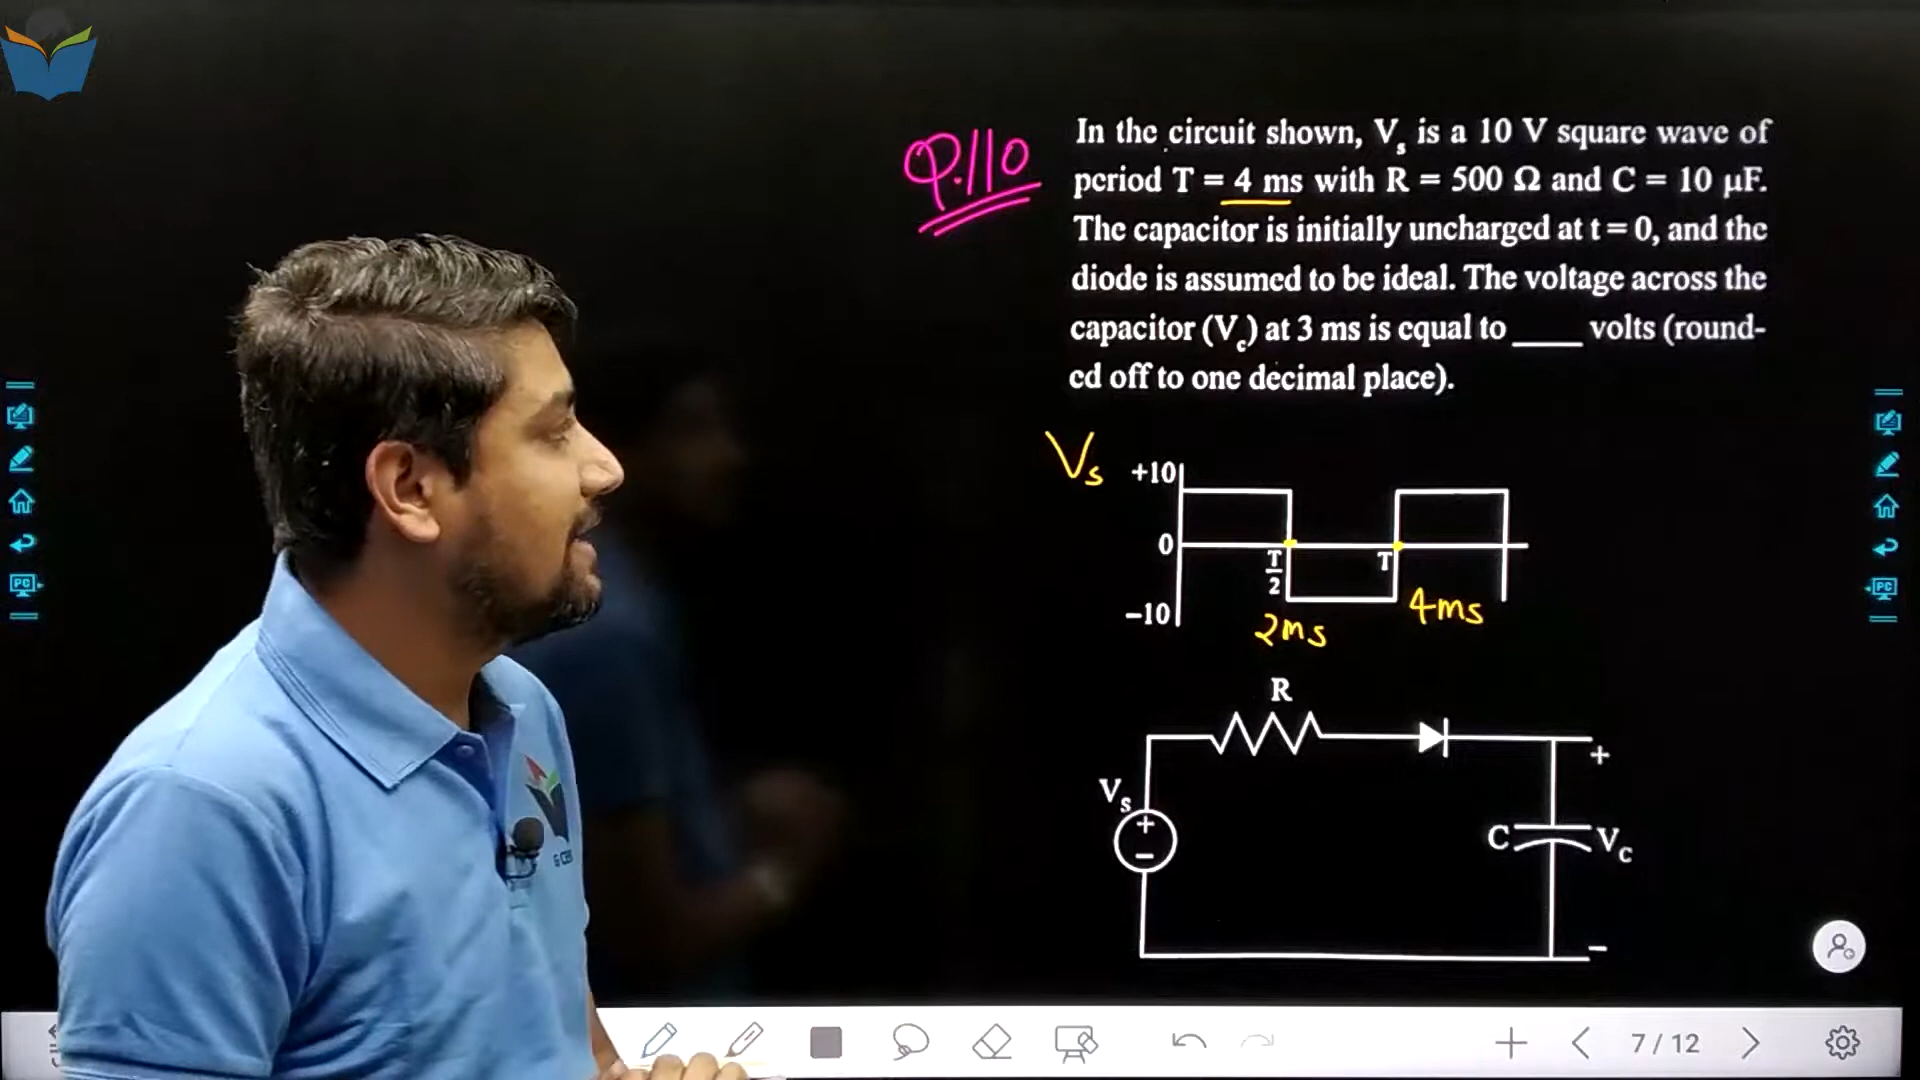 Q.110
In the circuit shown, Vs is a 10 V square wave of
period T = 4 ms with R = 500 Ω and C = 10 μF.
The capacitor is initially uncharged at t = 0, and the
diode is assumed to be ideal. The voltage across the
capacitor (Vc) at 3 ms is equal to ____ volts (round-
ed off to one decimal place).
Vs
+10
0
T/2
T
-10
2ms
4ms
R
Vs
+
-
C
Vc
+
-
PC
PC
7 / 12